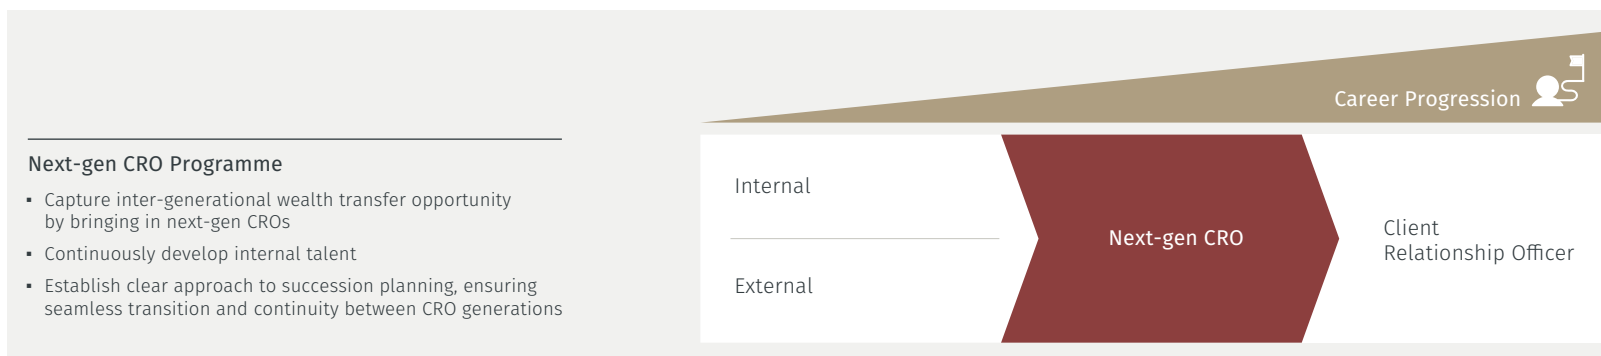 Career Progression
Next-gen CRO Programme
▪ Capture inter-generational wealth transfer opportunity
by bringing in next-gen CROs
▪ Continuously develop internal talent
▪ Establish clear approach to succession planning, ensuring
seamless transition and continuity between CRO generations
Internal
External
Next-gen CRO
Client
Relationship Officer